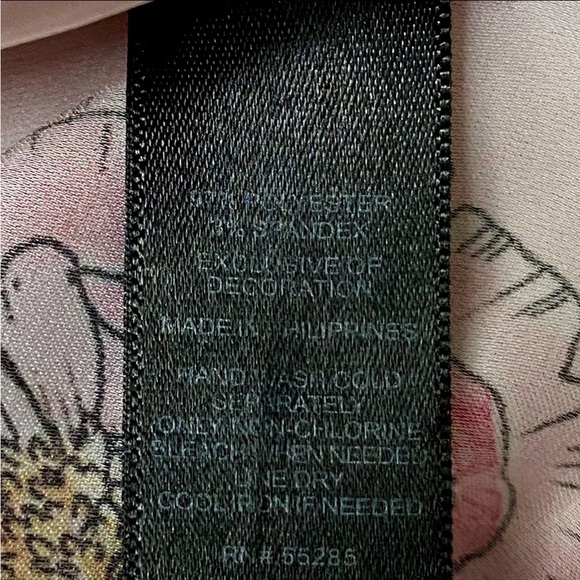 97% POLYESTER
3% SPANDEX
EXCLUSIVE OF
DECORATION
MADE IN PHILIPPINES
HAND WASH COLD
SEPARATELY
ONLY NON-CHLORINE
BLEACH WHEN NEEDED
LINE DRY
COOL IRON IF NEEDED
RN # 55285